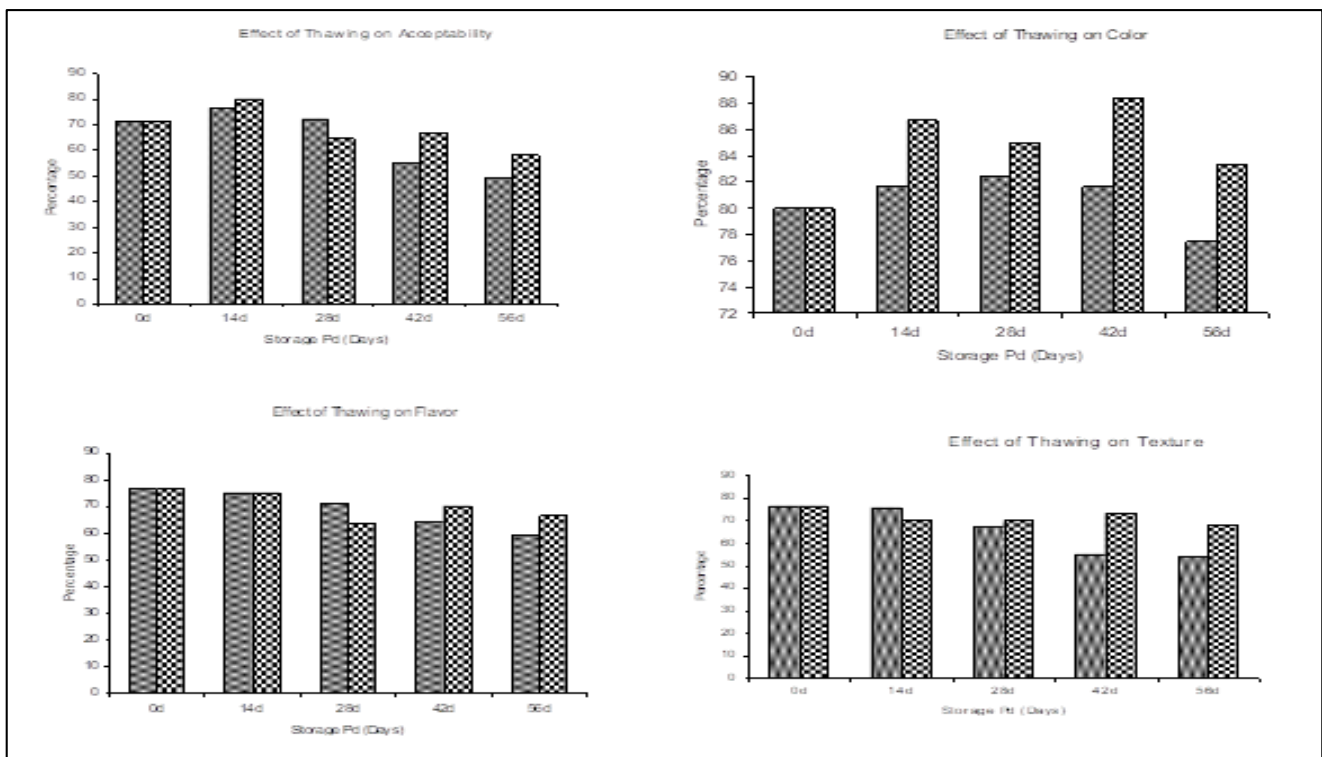 Effect of Thawing on Acceptability
90
80
70
60
50
40
30
20
10
0
Percentage
0d 14d 28d 42d 56d
Storage Pd (Days)
Effect of Thawing on Color
90
88
86
84
82
80
78
76
74
72
Percentage
0d 14d 28d 42d 56d
Storage Pd (Days)
Effect of Thawing on Flavor
90
80
70
60
50
40
30
20
10
0
Percentage
0d 14d 28d 42d 56d
Storage Pd (Days)
Effect of Thawing on Texture
90
80
70
60
50
40
30
20
10
0
Percentage
0d 14d 28d 42d 56d
Storage Pd (Days)